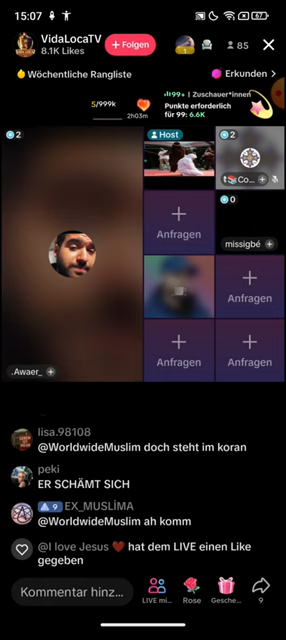 15:07
67
VidaLocaTV
8.1K Likes
+ Folgen
1
85
Wöchentliche Rangliste
Erkunden >
5/999k
2h03m
99+ | Zuschauer*innen
Punkte erforderlich
für 99: 6.6K
2
Host
2
Co...
Anfragen
0
missigbé
Anfragen
Anfragen
Anfragen
.Awaer_
lisa.98108
@WorldwideMuslim doch steht im koran
peki
ER SCHÄMT SICH
9 EX_MUSLİMA
@WorldwideMuslim ah komm
@I love Jesus ❤️ hat dem LIVE einen Like
gegeben
Kommentar hinz...
LIVE mi...
Rose
Gesche...
9